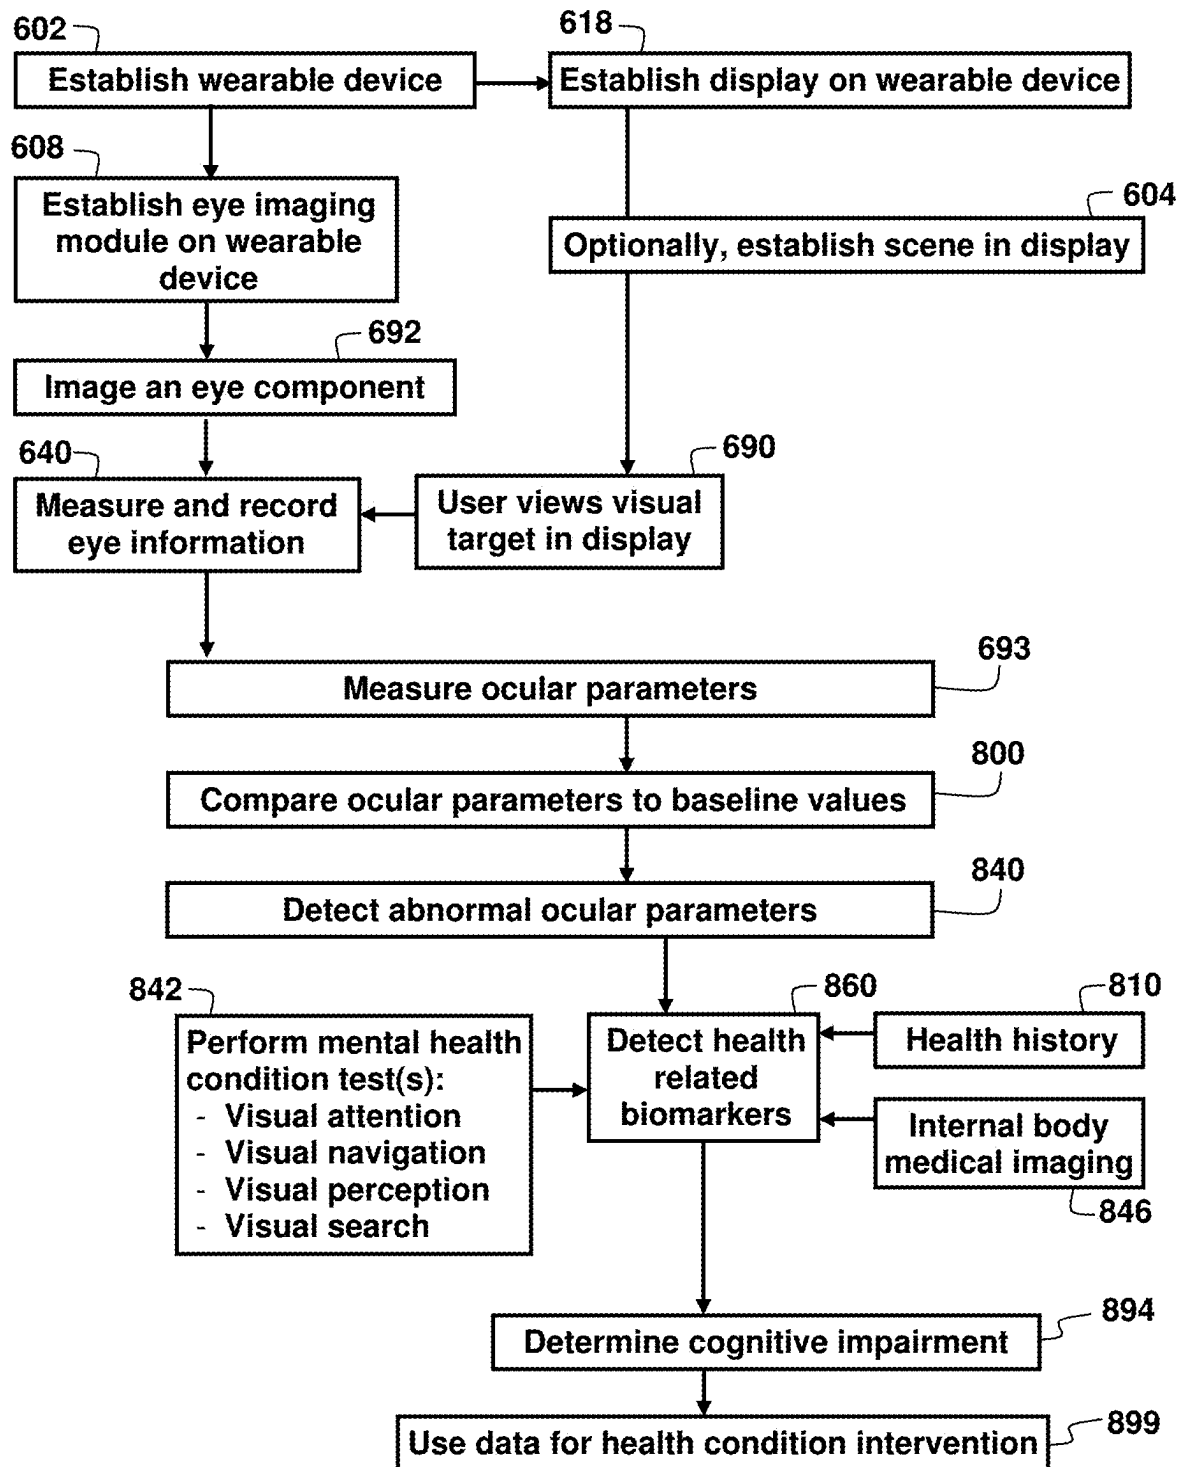 602
618
Establish wearable device
Establish display on wearable device
608
Establish eye imaging
module on wearable
device
604
Optionally, establish scene in display
692
Image an eye component
640
Measure and record
eye information
690
User views visual
target in display
693
Measure ocular parameters
800
Compare ocular parameters to baseline values
840
Detect abnormal ocular parameters
842
Perform mental health
condition test(s):
- Visual attention
- Visual navigation
- Visual perception
- Visual search
860
Detect health
related
biomarkers
810
Health history
Internal body
medical imaging
846
894
Determine cognitive impairment
899
Use data for health condition intervention